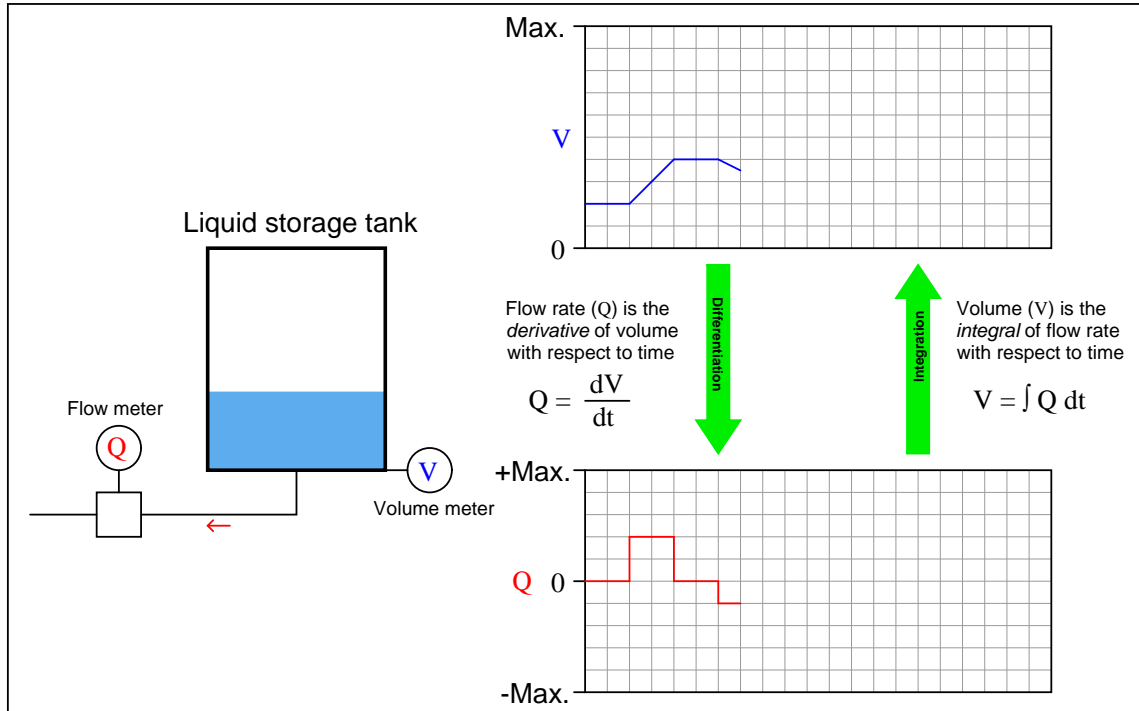 Max.
V
0
Liquid storage tank
Flow meter
Q
V
Volume meter
Flow rate (Q) is the
derivative of volume
with respect to time
Q = dV
dt
Differentiation
Integration
Volume (V) is the
integral of flow rate
with respect to time
V = ∫ Q dt
+Max.
Q 0
-Max.